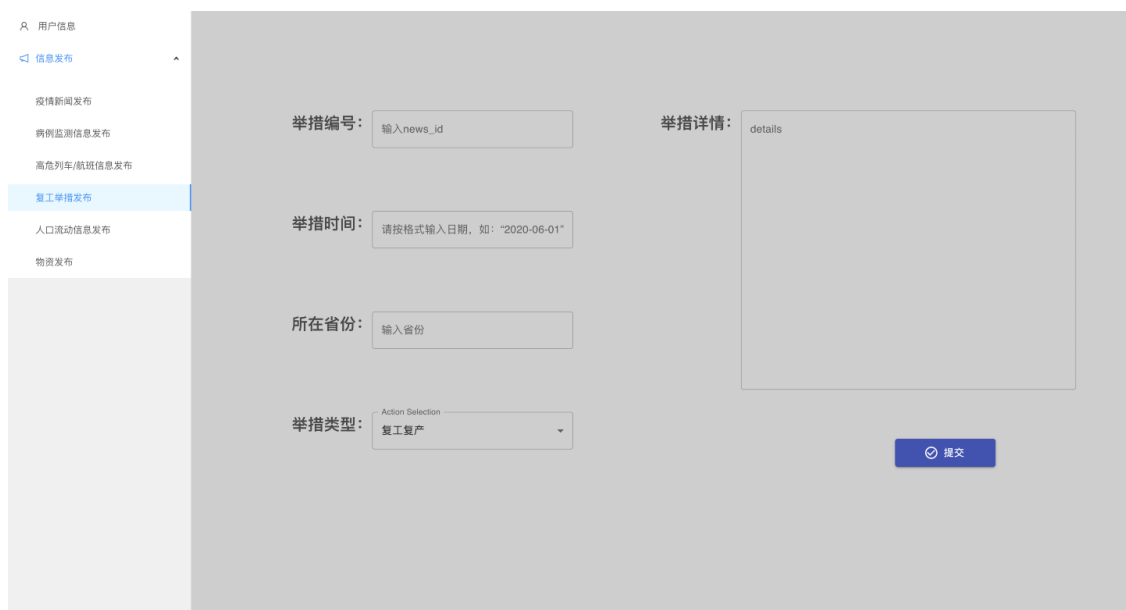 用户信息
信息发布
疫情新闻发布
病例监测信息发布
高危列车/航班信息发布
复工举措发布
人口流动信息发布
物资发布
举措编号：
输入news_id
举措时间：
请按格式输入日期，如：“2020-06-01”
所在省份：
输入省份
举措类型：
Action Selection
复工复产
举措详情：
details
提交